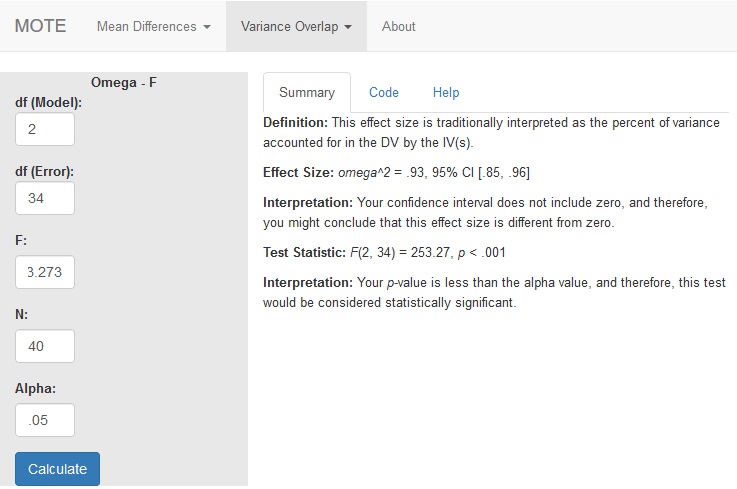 MOTE Mean Differences Variance Overlap About
Omega - F
df (Model):
2
df (Error):
34
F:
3.273
N:
40
Alpha:
.05
Calculate
Summary Code Help
Definition: This effect size is traditionally interpreted as the percent of variance
accounted for in the DV by the IV(s).
Effect Size: omega^2 = .93, 95% CI [.85, .96]
Interpretation: Your confidence interval does not include zero, and therefore,
you might conclude that this effect size is different from zero.
Test Statistic: F(2, 34) = 253.27, p < .001
Interpretation: Your p-value is less than the alpha value, and therefore, this test
would be considered statistically significant.